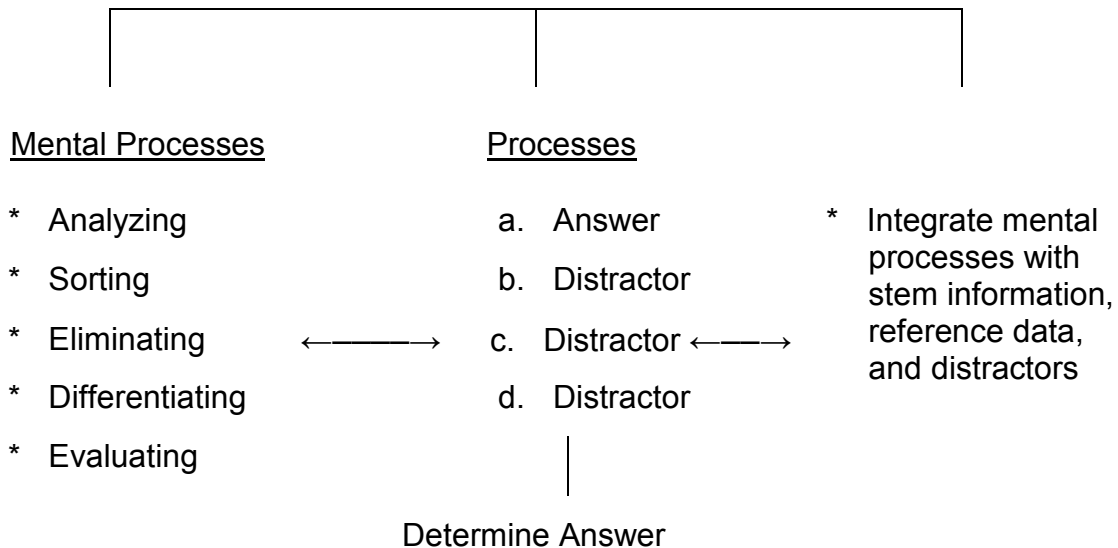 Mental Processes
* Analyzing
* Sorting
* Eliminating
* Differentiating
* Evaluating
Processes
a. Answer
b. Distractor
c. Distractor
d. Distractor
* Integrate mental
processes with
stem information,
reference data,
and distractors
Determine Answer